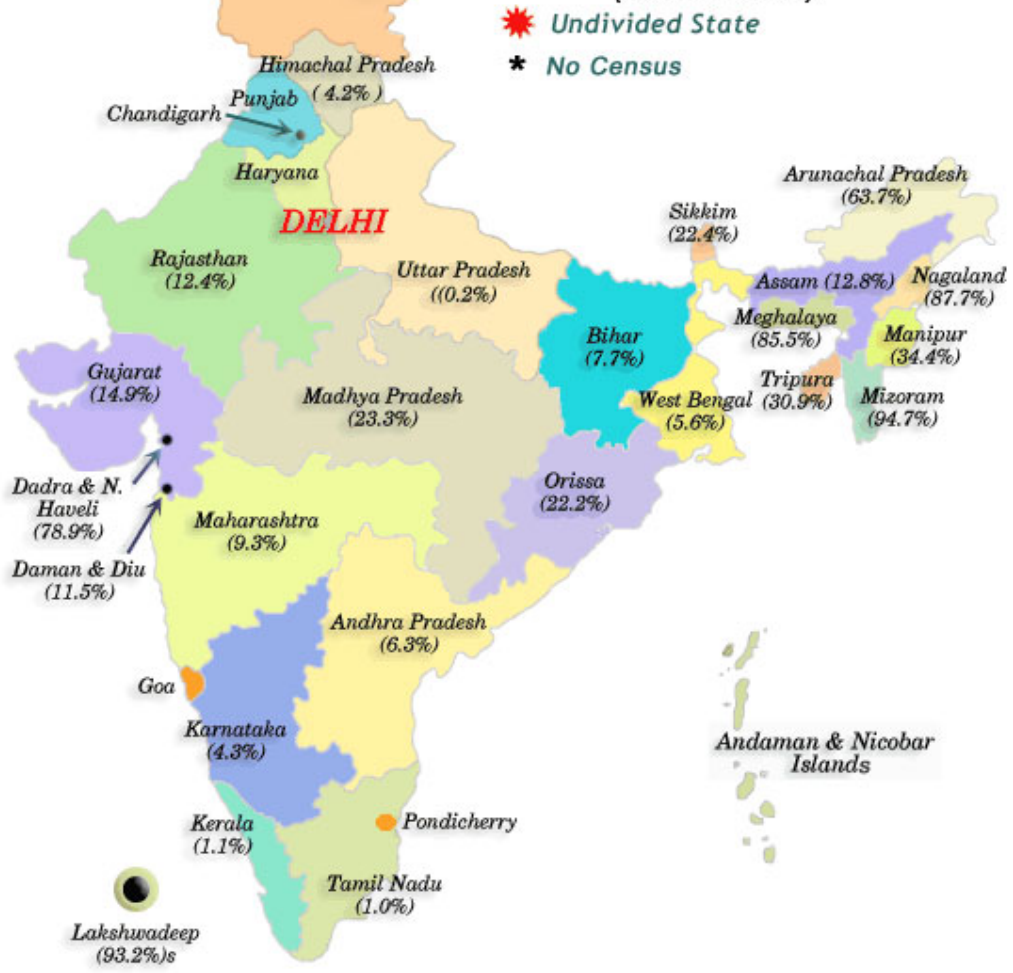 Undivided State
* No Census
Himachal Pradesh
(4.2%)
Punjab
Chandigarh
Haryana
DELHI
Arunachal Pradesh
(63.7%)
Sikkim
(22.4%)
Rajasthan
(12.4%)
Uttar Pradesh
((0.2%)
Assam (12.8%)
Nagaland
(87.7%)
Meghalaya
(85.5%)
Bihar
(7.7%)
Manipur
(34.4%)
Gujarat
(14.9%)
Tripura
(30.9%)
Madhya Pradesh
(23.3%)
West Bengal
(5.6%)
Mizoram
(94.7%)
Dadra & N.
Haveli
(78.9%)
Orissa
(22.2%)
Maharashtra
(9.3%)
Daman & Diu
(11.5%)
Andhra Pradesh
(6.3%)
Goa
Karnataka
(4.3%)
Andaman & Nicobar
Islands
Kerala
(1.1%)
Pondicherry
Tamil Nadu
(1.0%)
Lakshwadeep
(93.2%)s